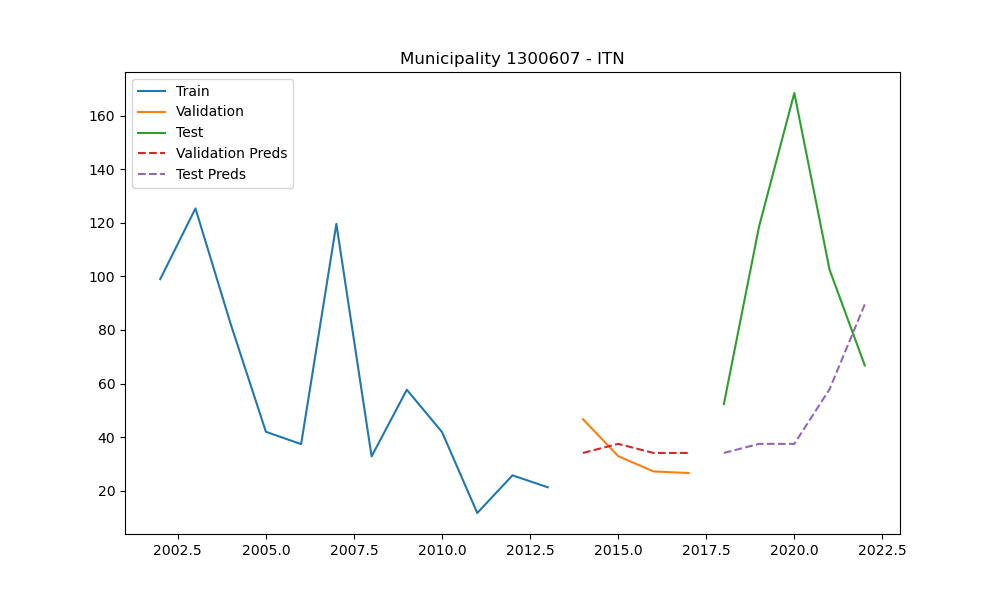 Municipality 1300607 - ITN
Train
Validation
Test
Validation Preds
Test Preds
160
140
120
100
80
60
40
20
2002.5 2005.0 2007.5 2010.0 2012.5 2015.0 2017.5 2020.0 2022.5